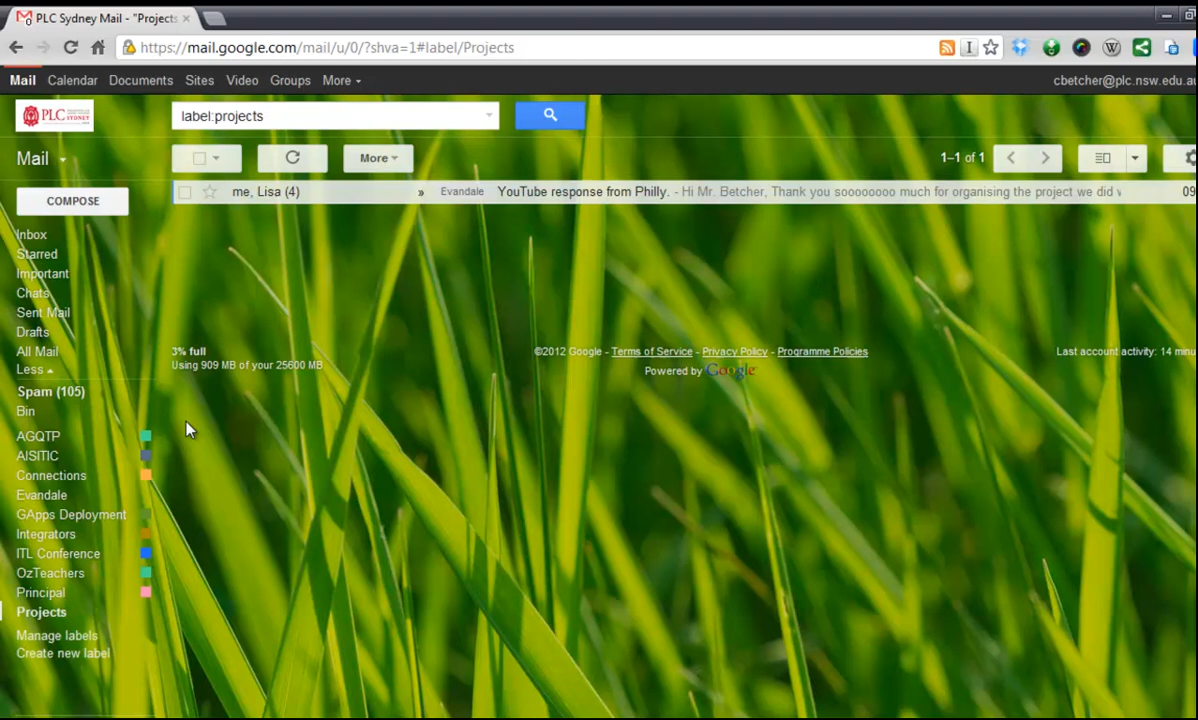 PLC Sydney Mail - "Projects
https://mail.google.com/mail/u/0/?shva=1#label/Projects
Mail Calendar Documents Sites Video Images Groups More
cbetcher@plc.nsw.edu.au
PLC SYDNEY
label:projects
Mail
More
1–1 of 1
COMPOSE
me, Lisa (4) » Evandale YouTube response from Philly. - Hi Mr. Betcher, Thank you soooooooo much for organising the project we did 09
Inbox
Starred
Important
Chats
Sent Mail
Drafts
All Mail
Less
Spam (105)
Bin
AGQTP
AISITIC
Connections
Evandale
GApps Deployment
Integrators
ITL Conference
OzTeachers
Principal
Projects
Manage labels
Create new label
3% full
Using 909 MB of your 25600 MB
©2012 Google - Terms of Service - Privacy Policy - Programme Policies
Powered by Google
Last account activity: 14 minu